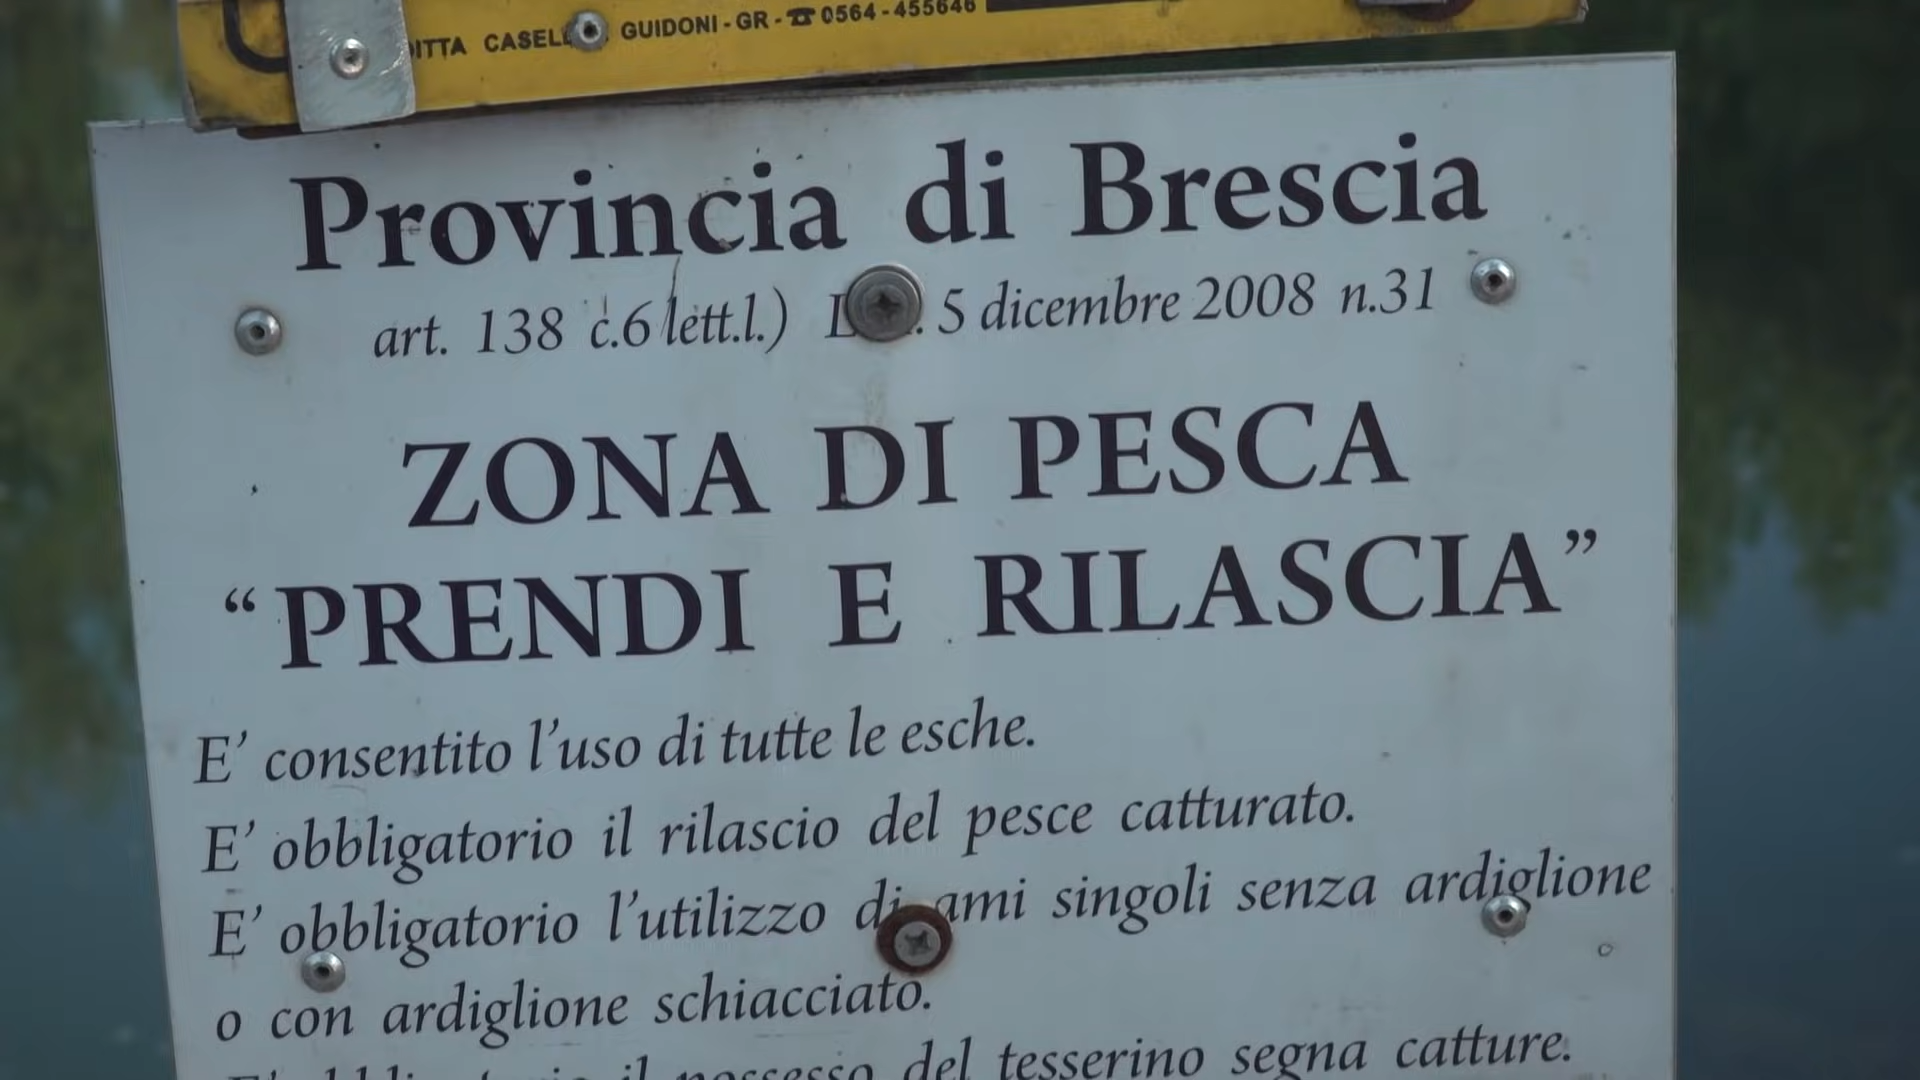 DITTA CASELLI GUIDONI - GR - ☎ 0564 - 455646
Provincia di Brescia
art. 138 c.6 lett.l.) 5 dicembre 2008 n.31
ZONA DI PESCA
“PRENDI E RILASCIA”
E’ consentito l’uso di tutte le esche.
E’ obbligatorio il rilascio del pesce catturato.
E’ obbligatorio l’utilizzo di ami singoli senza ardiglione
o con ardiglione schiacciato.
E’ obbligatorio il possesso del tesserino segna catture.